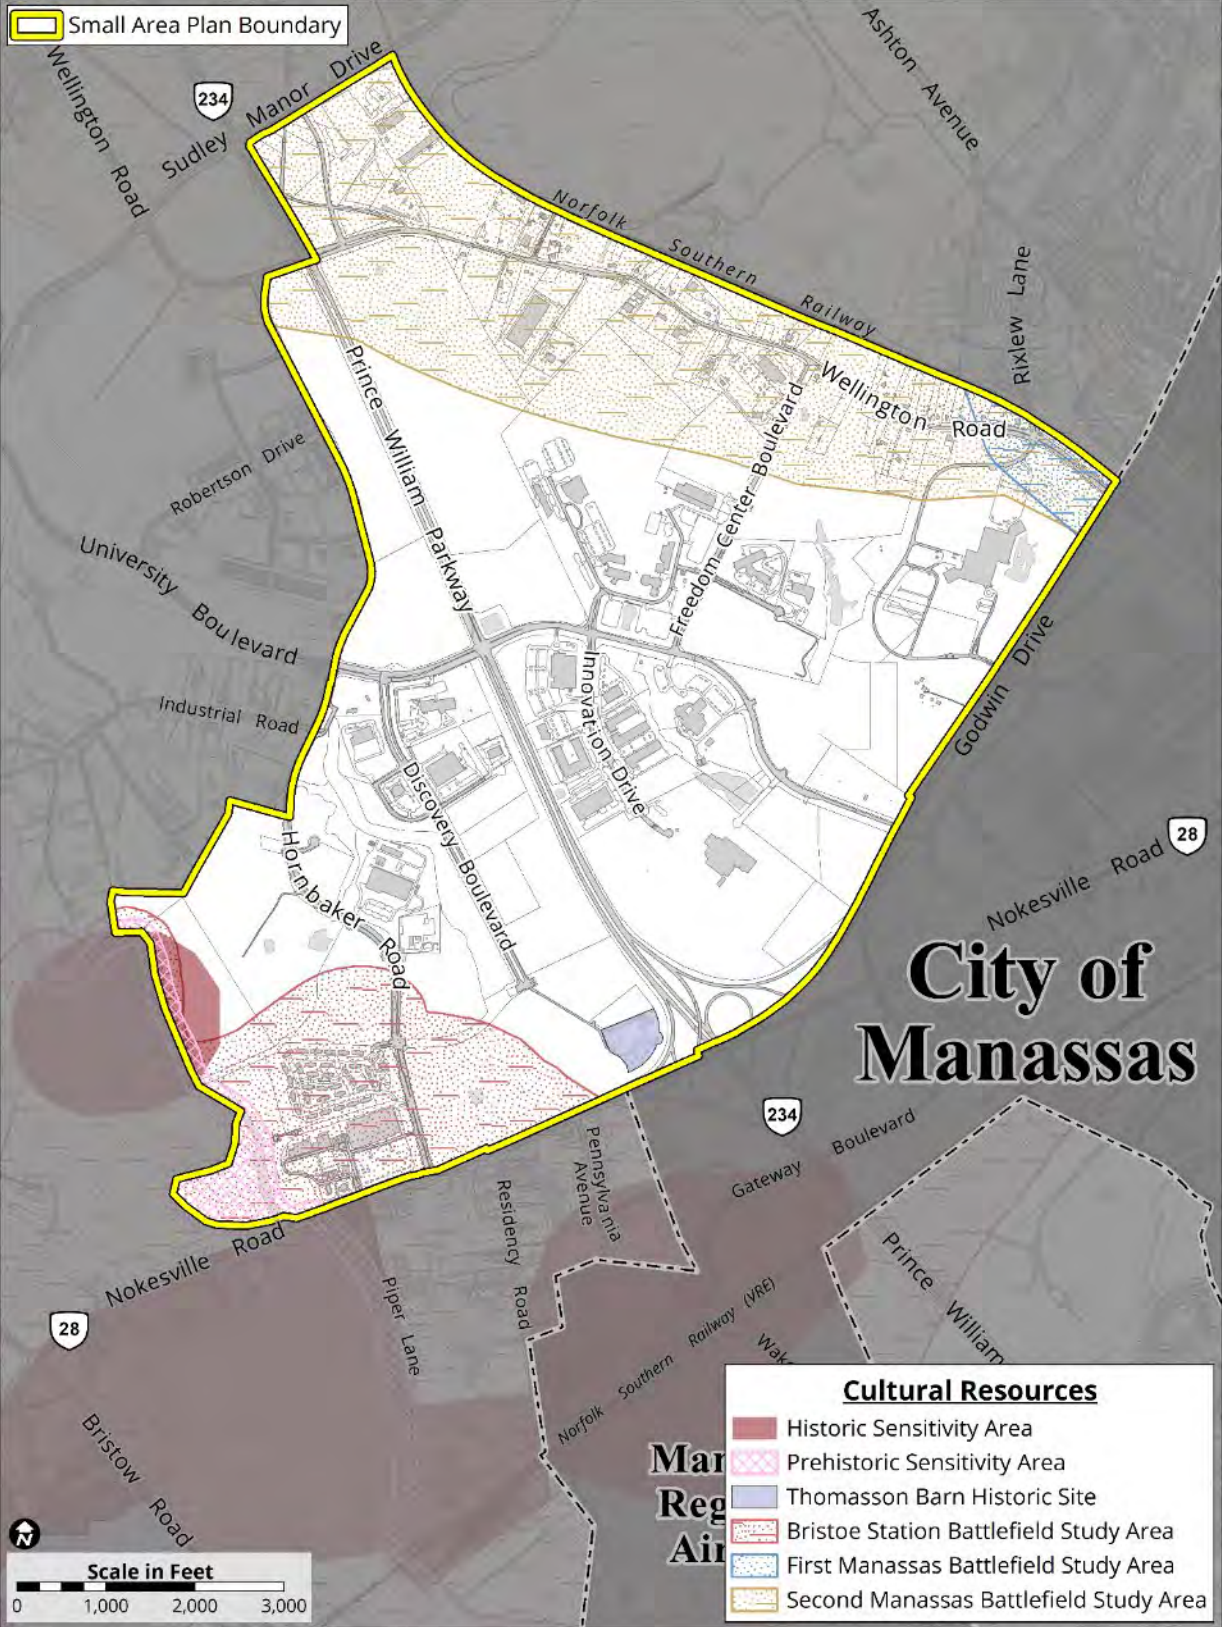 Small Area Plan Boundary
Ashton Avenue
Wellington Road
234
Sudley Manor Drive
Norfolk Southern Railway
Rixlew Lane
Prince William Parkway
Wellington Road
Freedom Center Boulevard
Robertson Drive
University Boulevard
Industrial Road
Innovation Drive
Godwin Drive
Discovery Boulevard
Hornbaker Road
28
Nokesville Road
City of
Manassas
234
Gateway Boulevard
Pennsylvania
Avenue
Residency Road
Nokesville Road
28
Piper Lane
Prince William
Norfolk Southern Railway (VRE)
Bristow Road
Cultural Resources
Historic Sensitivity Area
Prehistoric Sensitivity Area
Thomasson Barn Historic Site
Bristoe Station Battlefield Study Area
First Manassas Battlefield Study Area
Second Manassas Battlefield Study Area
N
Scale in Feet
0 1,000 2,000 3,000